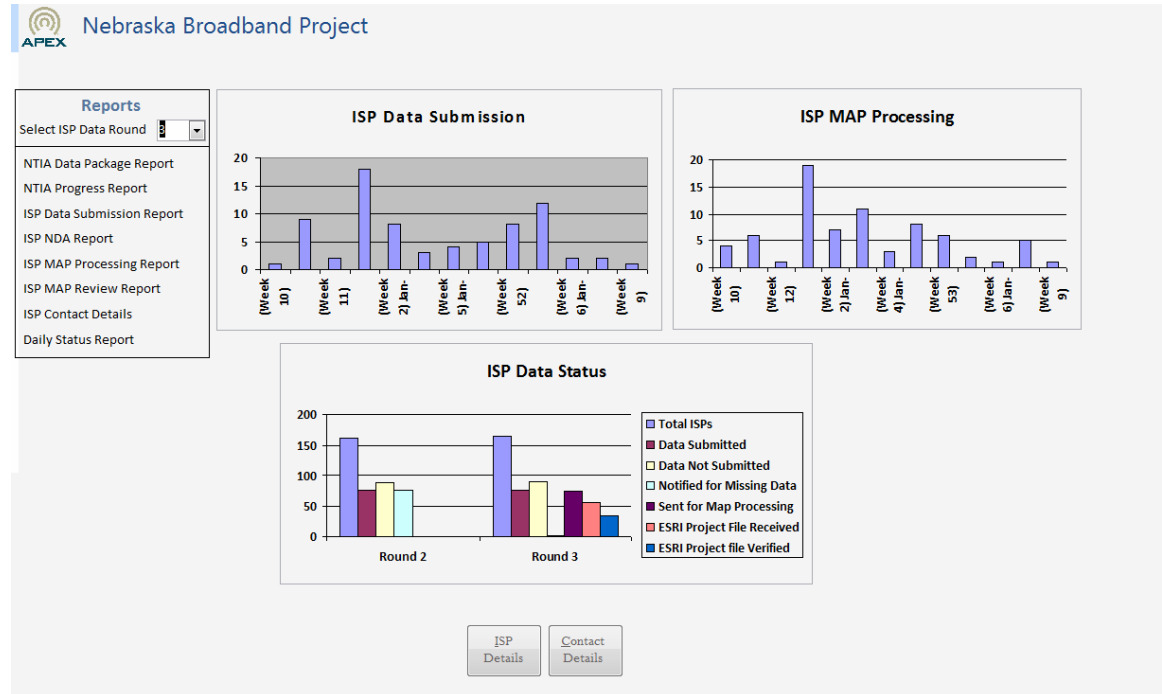 APEX
Nebraska Broadband Project
Reports
Select ISP Data Round 3
NTIA Data Package Report
NTIA Progress Report
ISP Data Submission Report
ISP NDA Report
ISP MAP Processing Report
ISP MAP Review Report
ISP Contact Details
Daily Status Report
ISP Data Submission
20
15
10
5
0
(Week
10)
(Week
11)
(Week
2) Jan-
(Week
5) Jan-
(Week
52)
(Week
6) Jan-
(Week
9)
ISP MAP Processing
20
15
10
5
0
(Week
10)
(Week
12)
(Week
2) Jan-
(Week
4) Jan-
(Week
53)
(Week
6) Jan-
(Week
9)
ISP Data Status
200
150
100
50
0
Round 2
Round 3
Total ISPs
Data Submitted
Data Not Submitted
Notified for Missing Data
Sent for Map Processing
ESRI Project File Received
ESRI Project file Verified
ISP
Details
Contact
Details